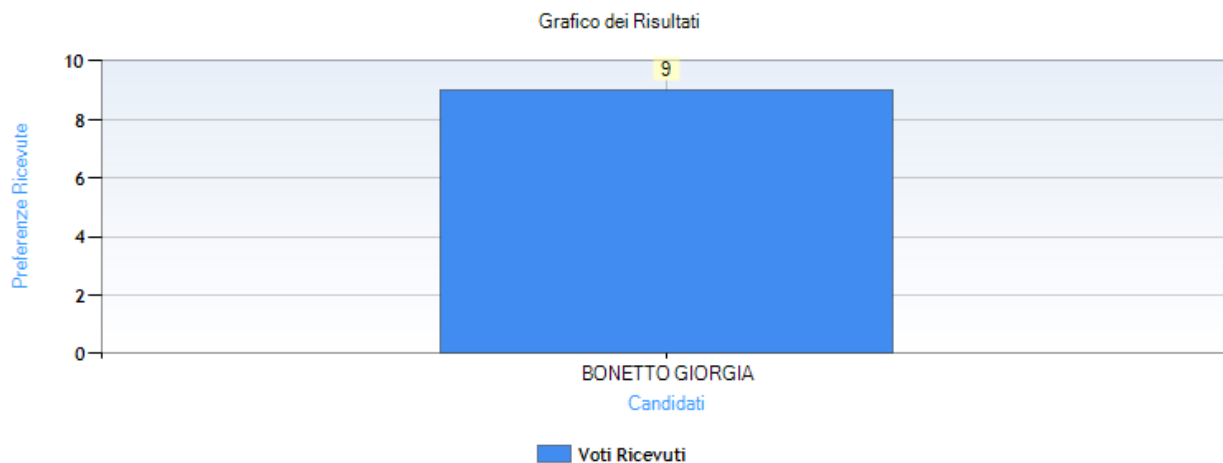 Grafico dei Risultati
10
9
8
6
4
2
0
Preferenze Ricevute
BONETTO GIORGIA
Candidati
Voti Ricevuti